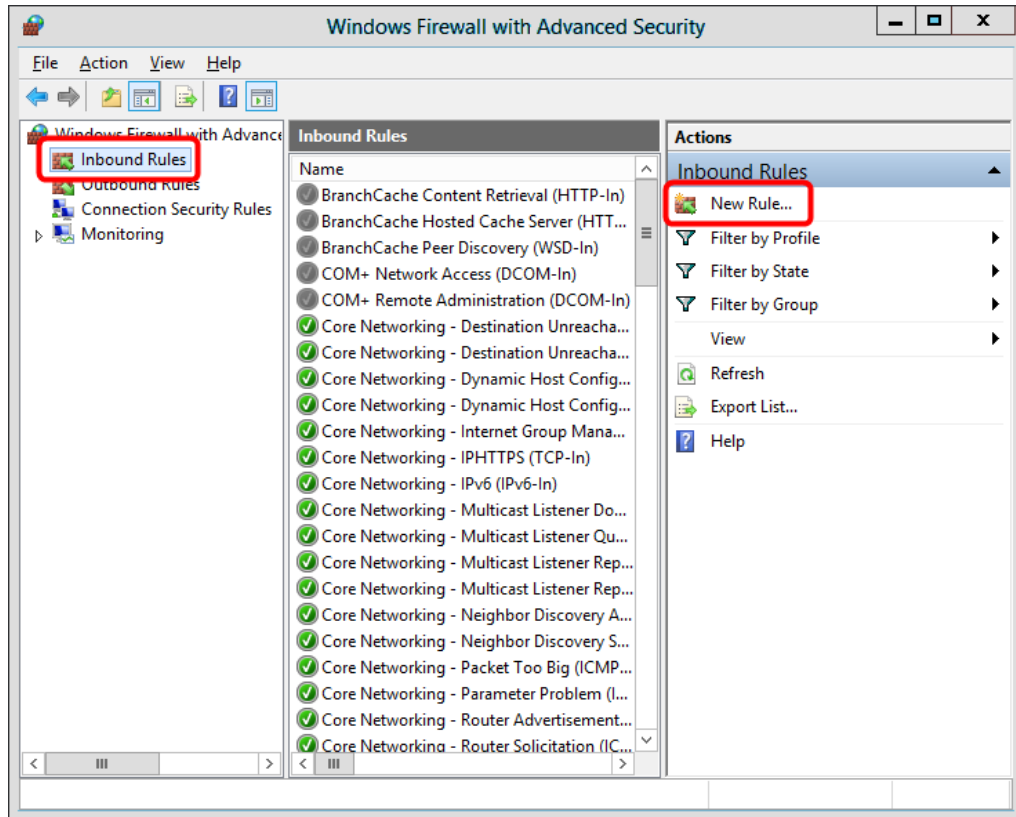 Windows Firewall with Advanced Security
File Action View Help
Windows Firewall with Advance
Inbound Rules
Outbound Rules
Connection Security Rules
Monitoring
Inbound Rules
Name
BranchCache Content Retrieval (HTTP-In)
BranchCache Hosted Cache Server (HTT...
BranchCache Peer Discovery (WSD-In)
COM+ Network Access (DCOM-In)
COM+ Remote Administration (DCOM-In)
Core Networking - Destination Unreacha...
Core Networking - Destination Unreacha...
Core Networking - Dynamic Host Config...
Core Networking - Dynamic Host Config...
Core Networking - Internet Group Mana...
Core Networking - IPHTTPS (TCP-In)
Core Networking - IPv6 (IPv6-In)
Core Networking - Multicast Listener Do...
Core Networking - Multicast Listener Qu...
Core Networking - Multicast Listener Rep...
Core Networking - Multicast Listener Rep...
Core Networking - Neighbor Discovery A...
Core Networking - Neighbor Discovery S...
Core Networking - Packet Too Big (ICMP...
Core Networking - Parameter Problem (I...
Core Networking - Router Advertisement...
Core Networking - Router Solicitation (IC...
Actions
Inbound Rules
New Rule...
Filter by Profile
Filter by State
Filter by Group
View
Refresh
Export List...
Help